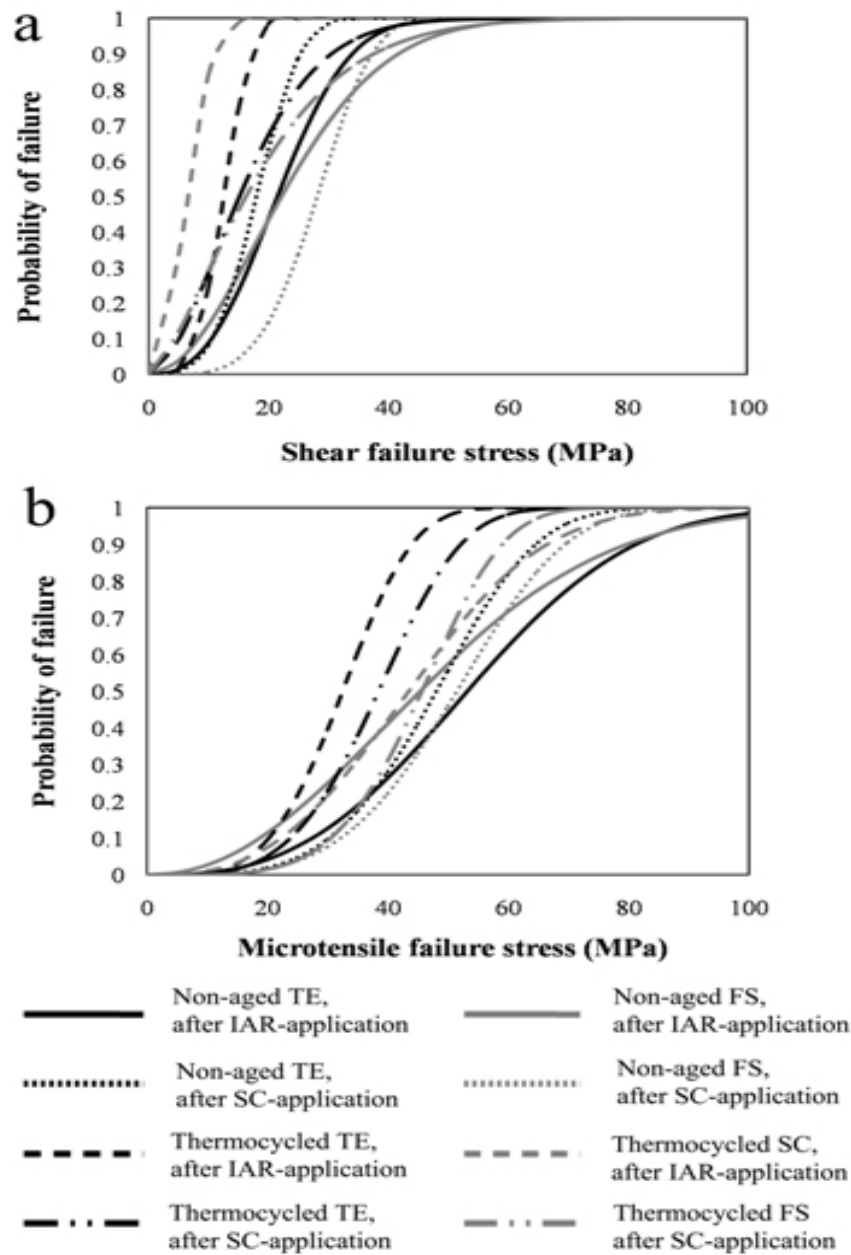 a
1
0.9
0.8
0.7
0.6
0.5
0.4
0.3
0.2
0.1
0
Probability of failure
0 20 40 60 80 100
Shear failure stress (MPa)
b
1
0.9
0.8
0.7
0.6
0.5
0.4
0.3
0.2
0.1
0
Probability of failure
0 20 40 60 80 100
Microtensile failure stress (MPa)
Non-aged TE,
after IAR-application
Non-aged FS,
after IAR-application
Non-aged TE,
after SC-application
Non-aged FS,
after SC-application
Thermocycled TE,
after IAR-application
Thermocycled SC,
after IAR-application
Thermocycled TE,
after SC-application
Thermocycled FS
after SC-application